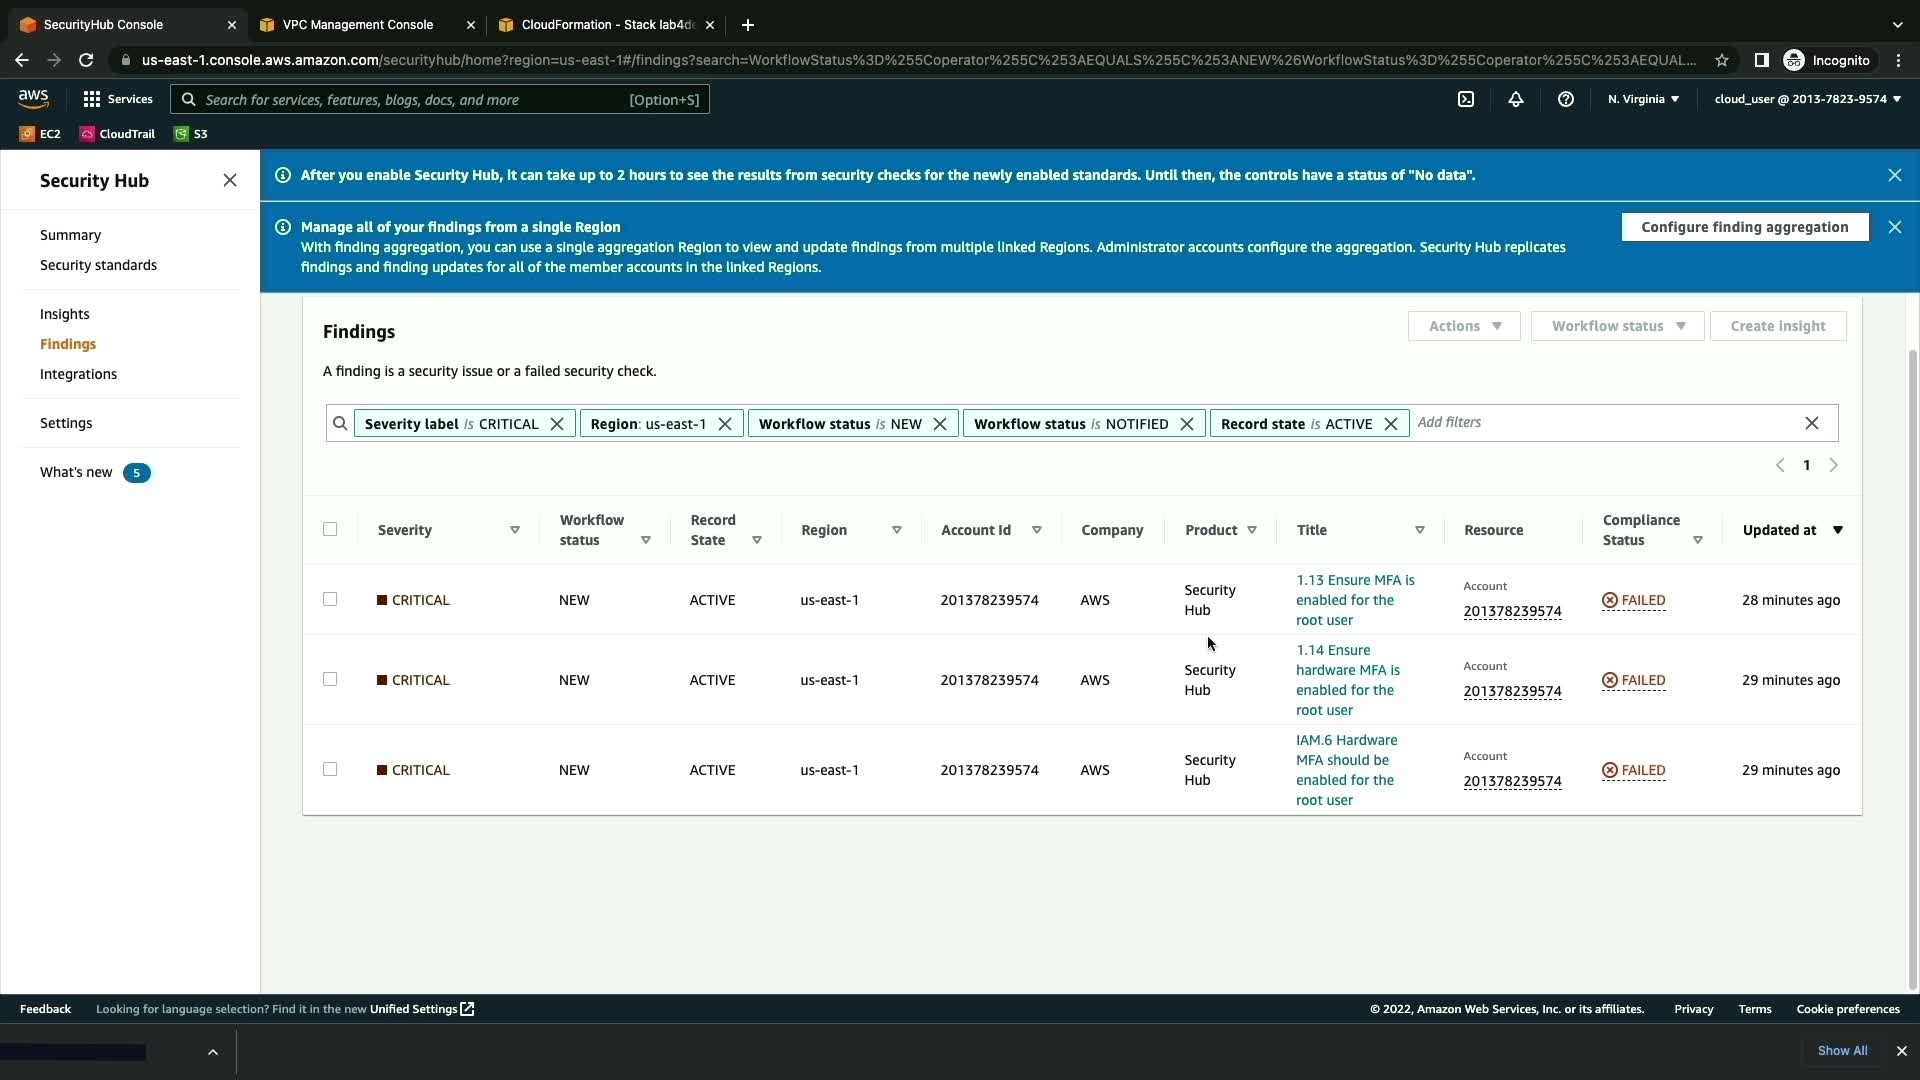 SecurityHub Console
VPC Management Console
CloudFormation - Stack lab4de
us-east-1.console.aws.amazon.com/securityhub/home?region=us-east-1#/findings?search=WorkflowStatus%3D%255Coperator%255C%253AEQUALS%255C%253ANEW%26WorkflowStatus%3D%255Coperator%255C%253AEQUAL...
Incognito
aws
Services
Search for services, features, blogs, docs, and more
[Option+S]
N. Virginia
cloud_user @ 2013-7823-9574
EC2
CloudTrail
S3
Security Hub
Summary
Security standards
Insights
Findings
Integrations
Settings
What's new 5
After you enable Security Hub, it can take up to 2 hours to see the results from security checks for the newly enabled standards. Until then, the controls have a status of "No data".
Manage all of your findings from a single Region
With finding aggregation, you can use a single aggregation Region to view and update findings from multiple linked Regions. Administrator accounts configure the aggregation. Security Hub replicates
findings and finding updates for all of the member accounts in the linked Regions.
Configure finding aggregation
Findings
Actions
Workflow status
Create insight
A finding is a security issue or a failed security check.
Severity label is CRITICAL
Region: us-east-1
Workflow status is NEW
Workflow status is NOTIFIED
Record state is ACTIVE
Add filters
1
Severity
Workflow
status
Record
State
Region
Account Id
Company
Product
Title
Resource
Compliance
Status
Updated at
CRITICAL
NEW
ACTIVE
us-east-1
201378239574
AWS
Security
Hub
1.13 Ensure MFA is
enabled for the
root user
Account
201378239574
FAILED
28 minutes ago
CRITICAL
NEW
ACTIVE
us-east-1
201378239574
AWS
Security
Hub
1.14 Ensure
hardware MFA is
enabled for the
root user
Account
201378239574
FAILED
29 minutes ago
CRITICAL
NEW
ACTIVE
us-east-1
201378239574
AWS
Security
Hub
IAM.6 Hardware
MFA should be
enabled for the
root user
Account
201378239574
FAILED
29 minutes ago
Feedback
Looking for language selection? Find it in the new Unified Settings
© 2022, Amazon Web Services, Inc. or its affiliates.
Privacy
Terms
Cookie preferences
Show All